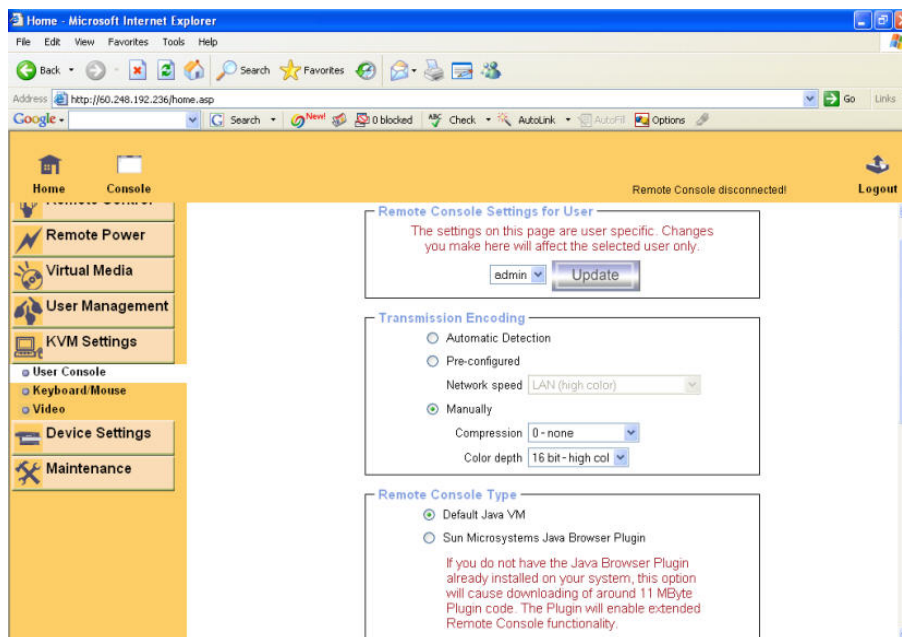 Home - Microsoft Internet Explorer
File Edit View Favorites Tools Help
Back Search Favorites
Address http://60.248.192.236/home.asp Go Links
Google Search New! 0 blocked ABC Check AutoLink AutoFill Options
Home Console Remote Console disconnected! Logout
Remote Control
Remote Power
Virtual Media
User Management
KVM Settings
User Console
Keyboard/Mouse
Video
Device Settings
Maintenance
Remote Console Settings for User
The settings on this page are user specific. Changes
you make here will affect the selected user only.
admin Update
Transmission Encoding
Automatic Detection
Pre-configured
Network speed LAN (high color)
Manually
Compression 0 - none
Color depth 16 bit - high col
Remote Console Type
Default Java VM
Sun Microsystems Java Browser Plugin
If you do not have the Java Browser Plugin
already installed on your system, this option
will cause downloading of around 11 MByte
Plugin code. The Plugin will enable extended
Remote Console functionality.